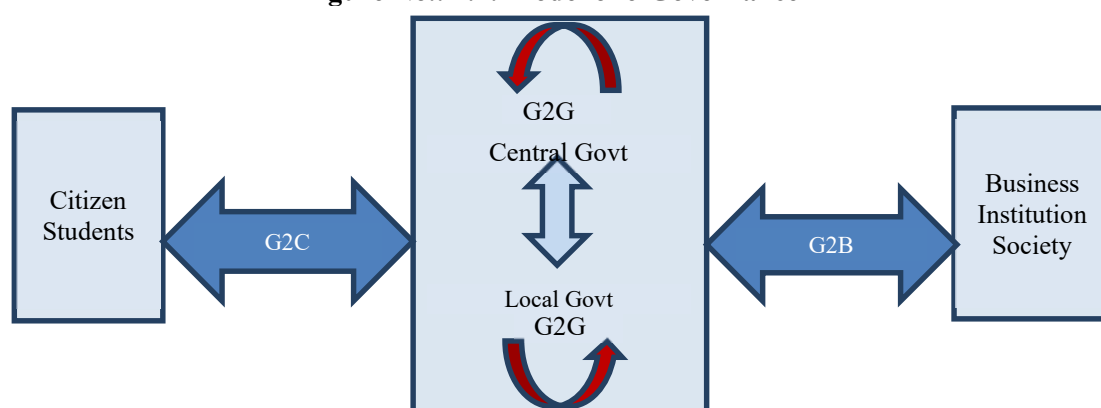 G2G
Central Govt
Citizen
Students
G2C
Local Govt
G2G
G2B
Business
Institution
Society